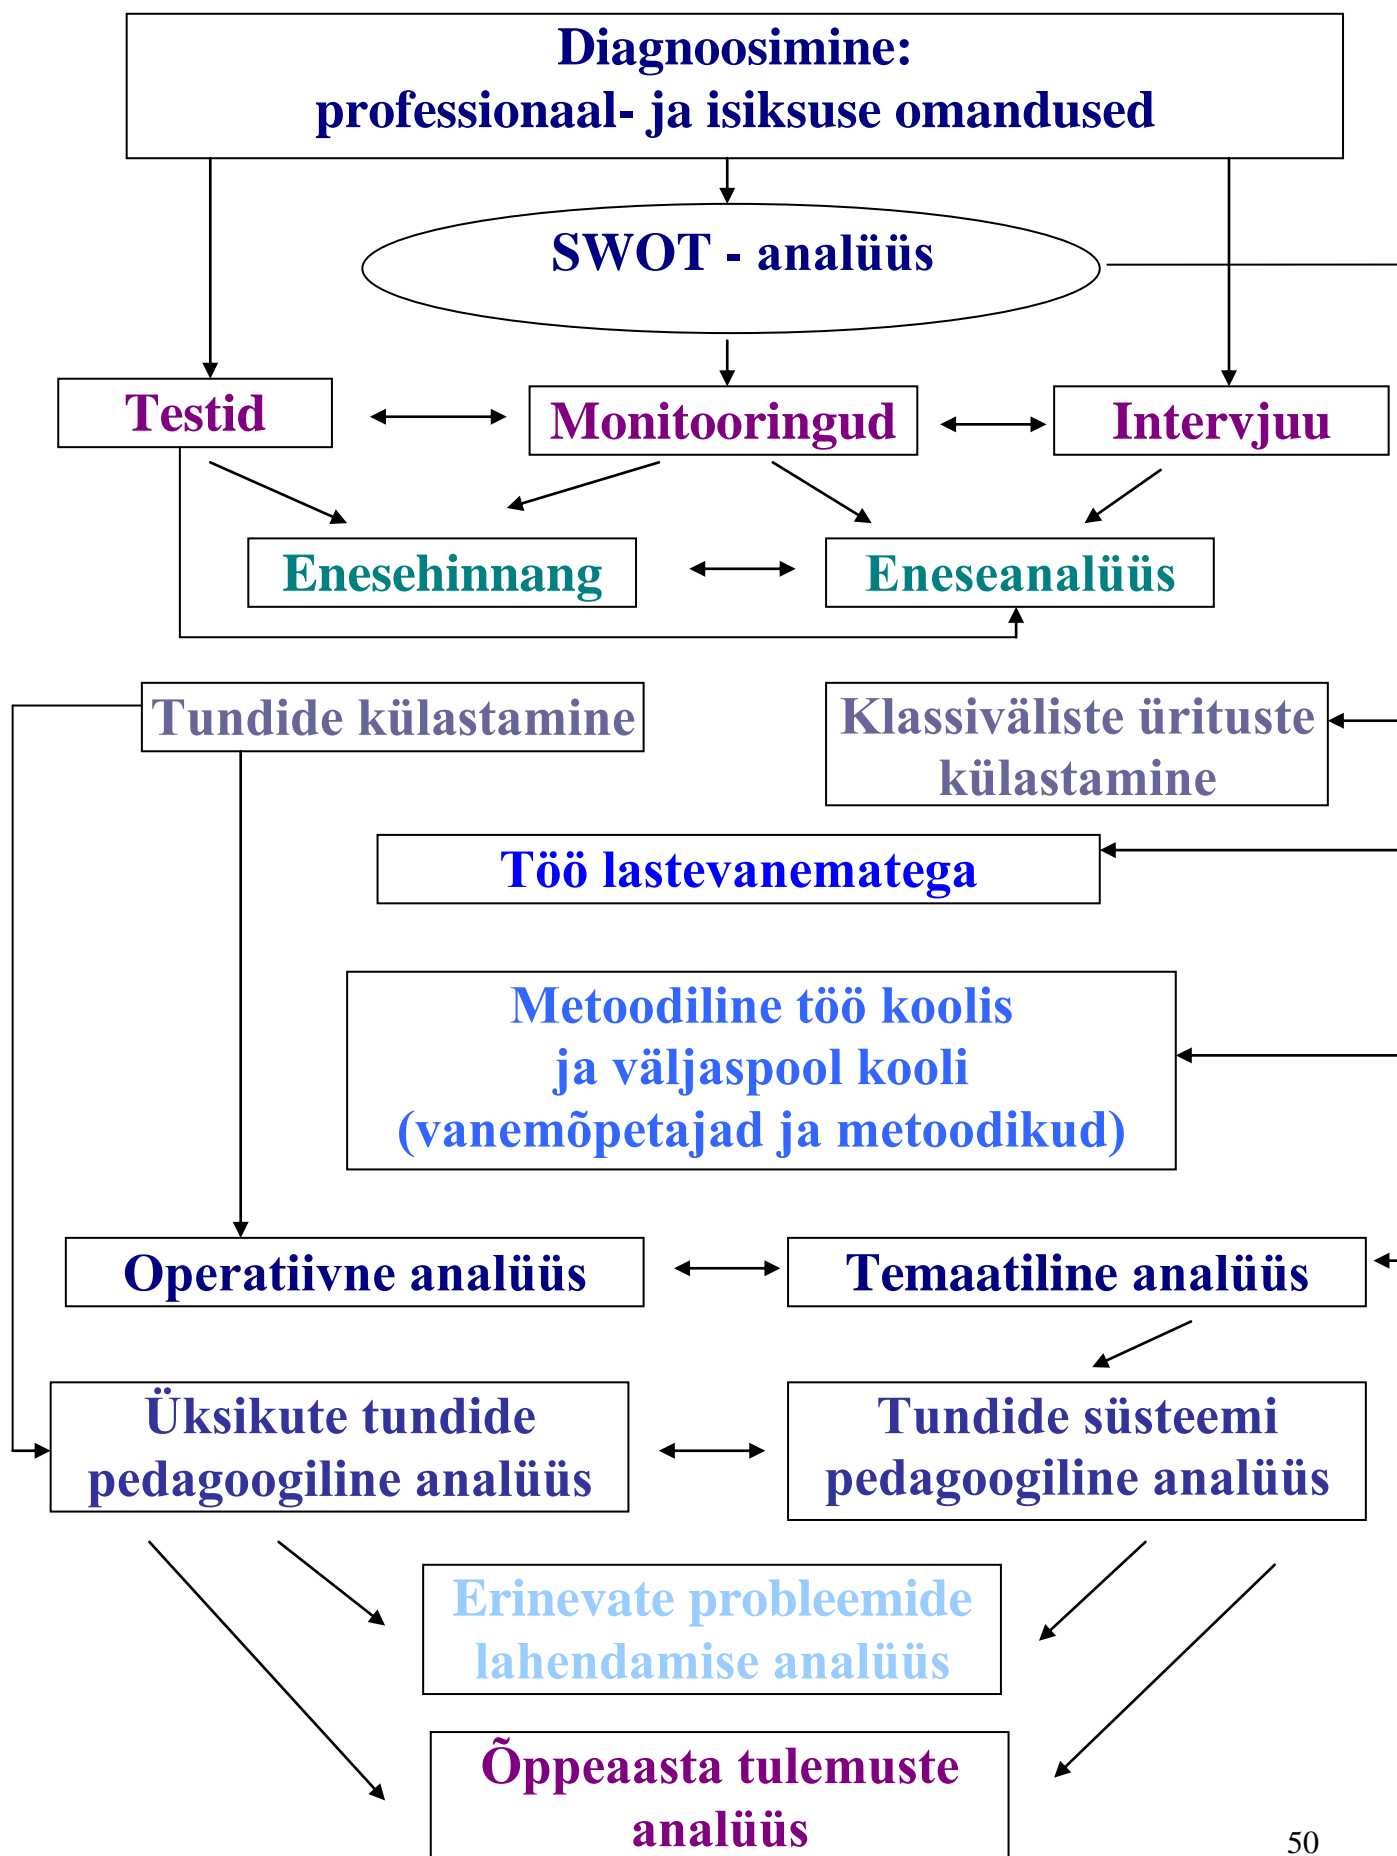 Diagnoosimine:
professionaal- ja isiksuse omandused
SWOT - analüüs
Testid
Monitooringud
Intervjuu
Enesehinnang
Eneseanalüüs
Tundide külastamine
Klassiväliste ürituste
külastamine
Töö lastevanematega
Metoodiline töö koolis
ja väljaspool kooli
(vanemõpetajad ja metoodikud)
Operatiivne analüüs
Temaatiline analüüs
Üksikute tundide
pedagoogiline analüüs
Tundide süsteemi
pedagoogiline analüüs
Erinevate probleemide
lahendamise analüüs
Õppeaasta tulemuste
analüüs
50